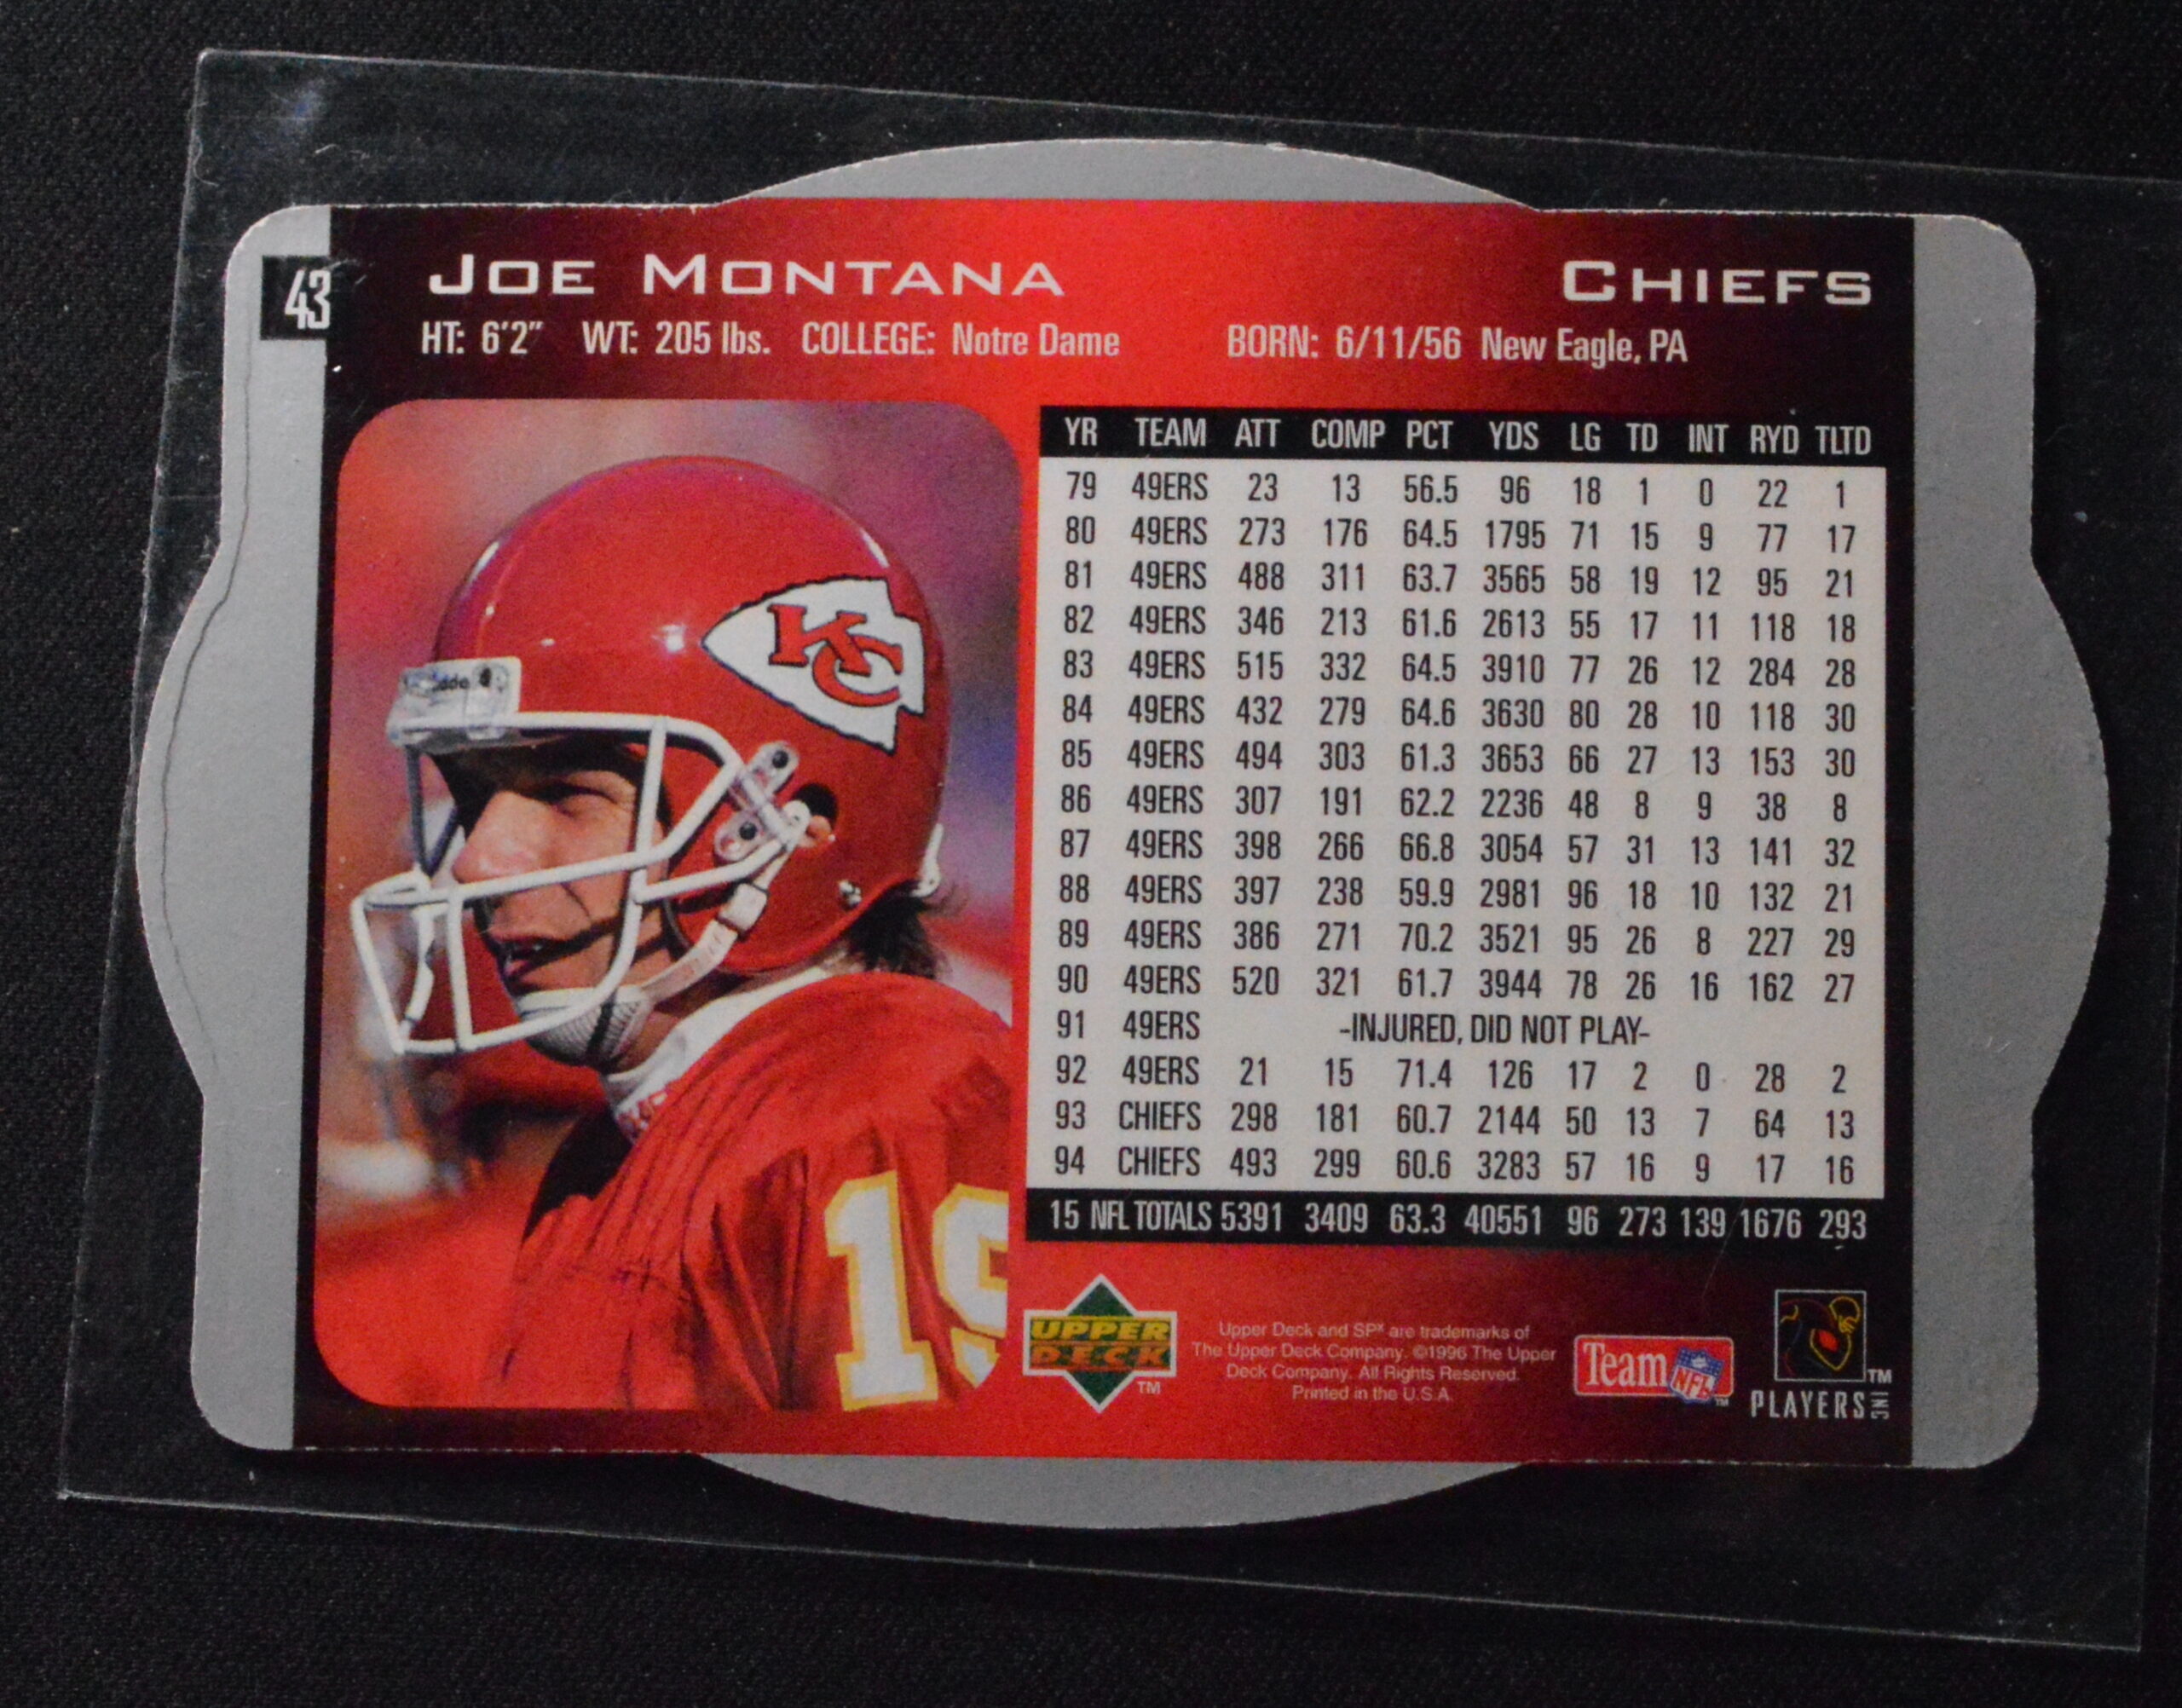 43
JOE MONTANA CHIEFS
HT: 6'2" WT: 205 lbs. COLLEGE: Notre Dame BORN: 6/11/56 New Eagle, PA
YR TEAM ATT COMP PCT YDS LG TD INT RYD TLTD
79 49ERS 23 13 56.5 96 18 1 0 22 1
80 49ERS 273 176 64.5 1795 71 15 9 77 17
81 49ERS 488 311 63.7 3565 58 19 12 95 21
82 49ERS 346 213 61.6 2613 55 17 11 118 18
83 49ERS 515 332 64.5 3910 77 26 12 284 28
84 49ERS 432 279 64.6 3630 80 28 10 118 30
85 49ERS 494 303 61.3 3653 66 27 13 153 30
86 49ERS 307 191 62.2 2236 48 8 9 38 8
87 49ERS 398 266 66.8 3054 57 31 13 141 32
88 49ERS 397 238 59.9 2981 96 18 10 132 21
89 49ERS 386 271 70.2 3521 95 26 8 227 29
90 49ERS 520 321 61.7 3944 78 26 16 162 27
91 49ERS -INJURED, DID NOT PLAY-
92 49ERS 21 15 71.4 126 17 2 0 28 2
93 CHIEFS 298 181 60.7 2144 50 13 7 64 13
94 CHIEFS 493 299 60.6 3283 57 16 9 17 16
15 NFL TOTALS 5391 3409 63.3 40551 96 273 139 1676 293
KC
19
UPPER
DECK
TM
Upper Deck and SPx are trademarks of
The Upper Deck Company. ©1996 The Upper
Deck Company. All Rights Reserved.
Printed in the U.S.A.
Team NFL TM
TM
PLAYERS INC